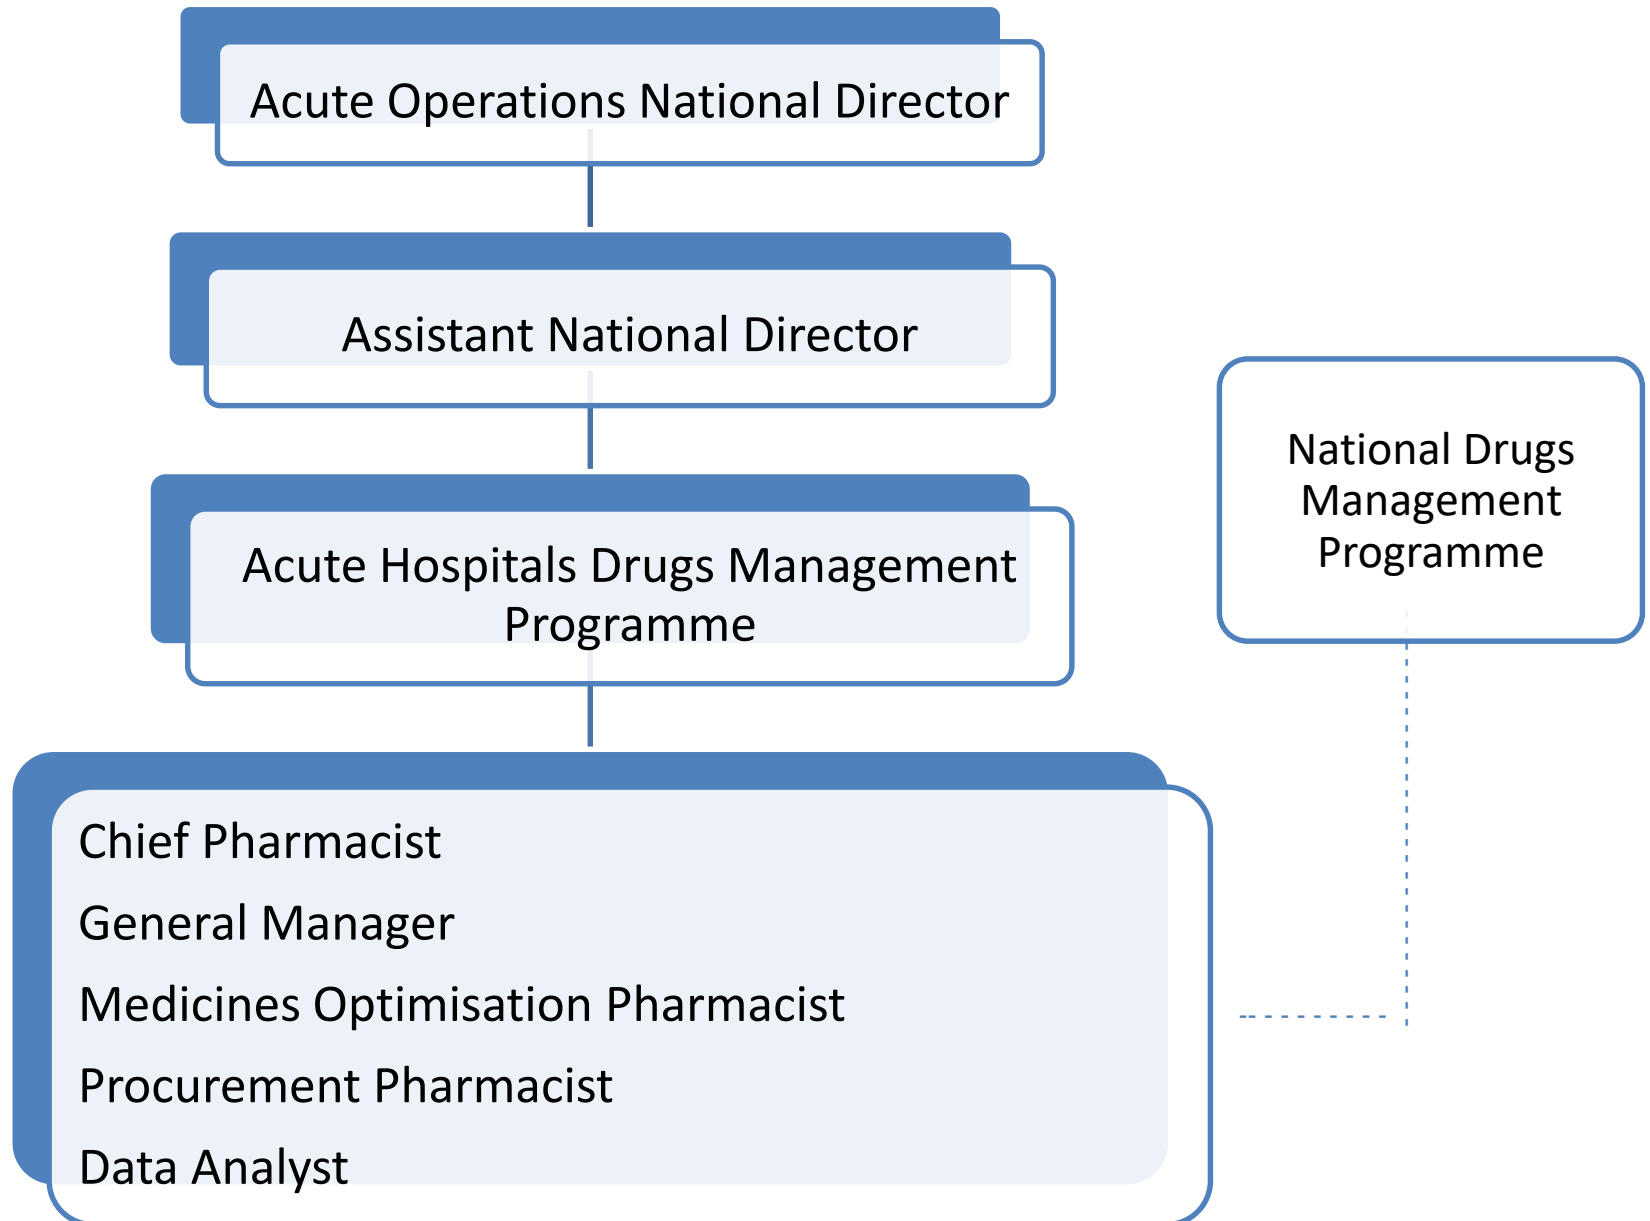 Acute Operations National Director
Assistant National Director
Acute Hospitals Drugs Management
Programme
National Drugs
Management
Programme
Chief Pharmacist
General Manager
Medicines Optimisation Pharmacist
Procurement Pharmacist
Data Analyst